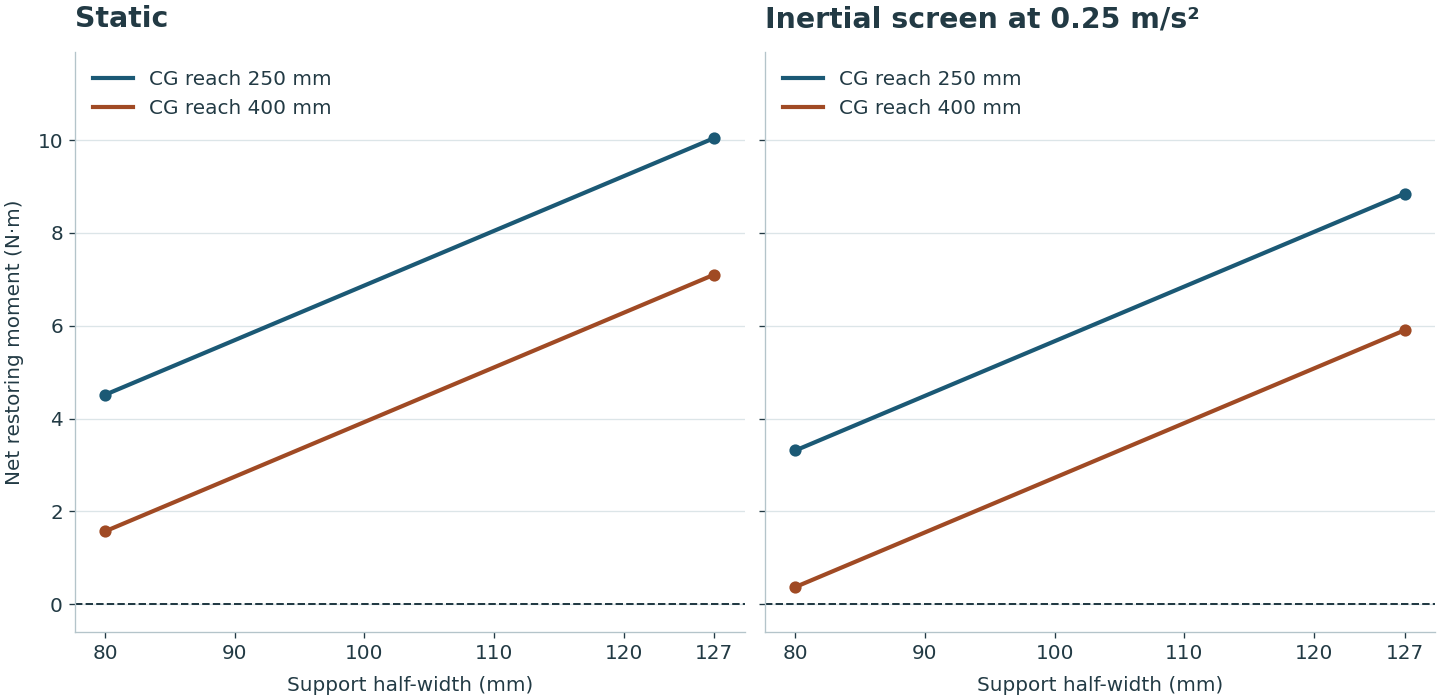 Static
CG reach 250 mm
CG reach 400 mm
Net restoring moment (N·m)
10
8
6
4
2
0
80 90 100 110 120 127
Support half-width (mm)
Inertial screen at 0.25 m/s²
CG reach 250 mm
CG reach 400 mm
80 90 100 110 120 127
Support half-width (mm)